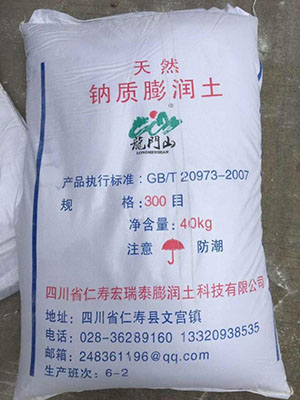 天然
钠质膨润土
龍門山
LONGMENSHAN
产品执行标准：GB/T 20973-2007
规 格：300 目
净含量：40kg
注意 防潮
四川省仁寿宏瑞泰膨润土科技有限公司
地址：四川省仁寿县文宫镇
电话：028-36289160 13320938535
邮箱：248361196@qq.com
生产班次：6-2